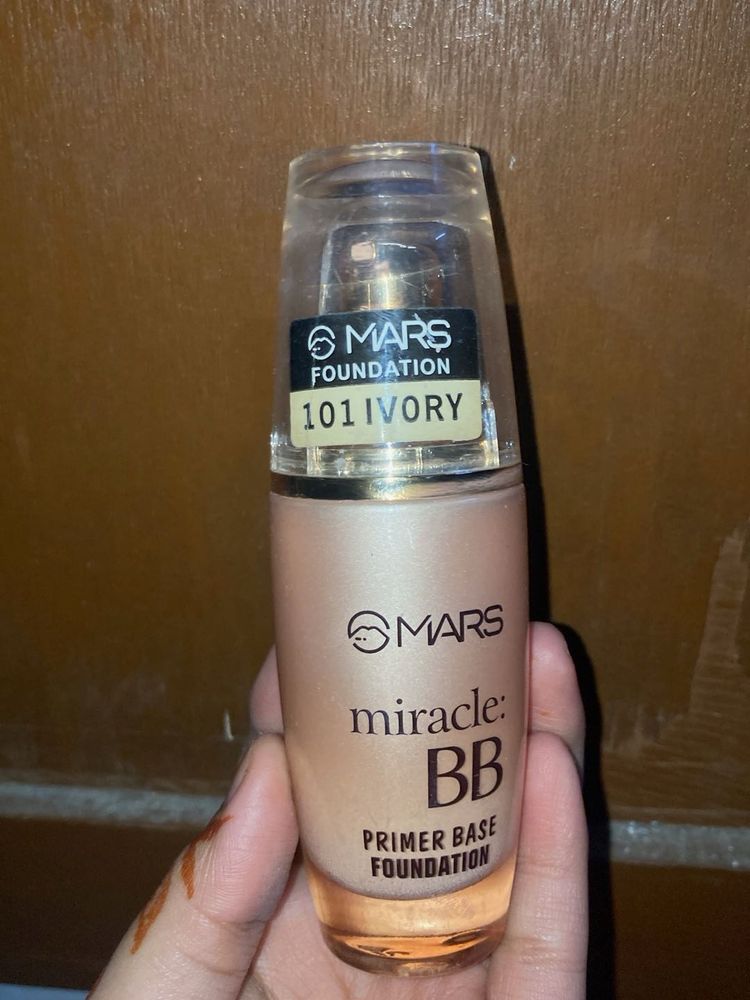 MARS
FOUNDATION
101 IVORY
MARS
miracle:
BB
PRIMER BASE
FOUNDATION